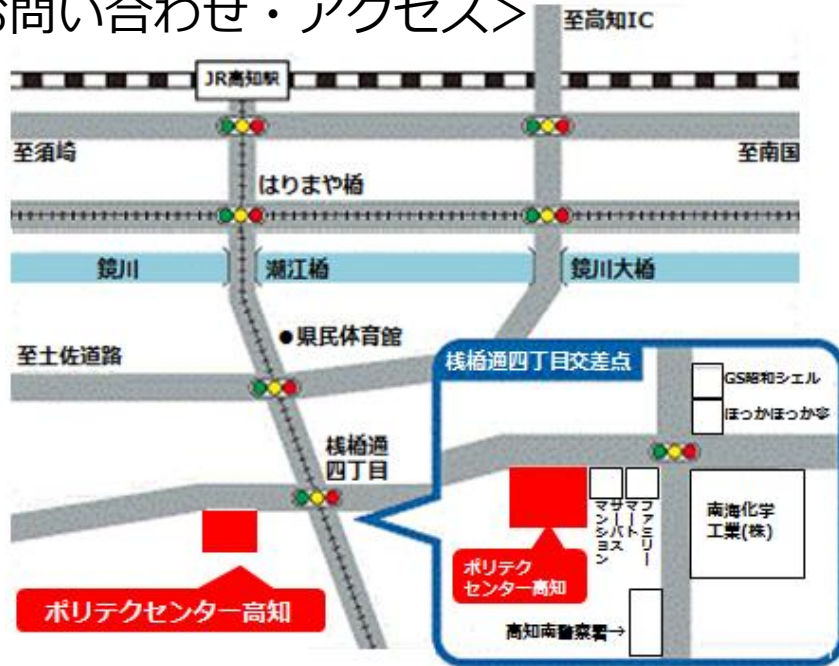 お問い合わせ・アクセス＞
至高知IC
JR高知駅
至須崎
至南国
はりまや橋
鏡川
潮江橋
鏡川大橋
●県民体育館
至土佐道路
桟橋通
四丁目
ポリテクセンター高知
桟橋通四丁目交差点
GS昭和シェル
ほっかほっか亭
ファミリー
マート
サーパス
マンション
南海化学
工業(株)
ポリテク
センター高知
高知南警察署→